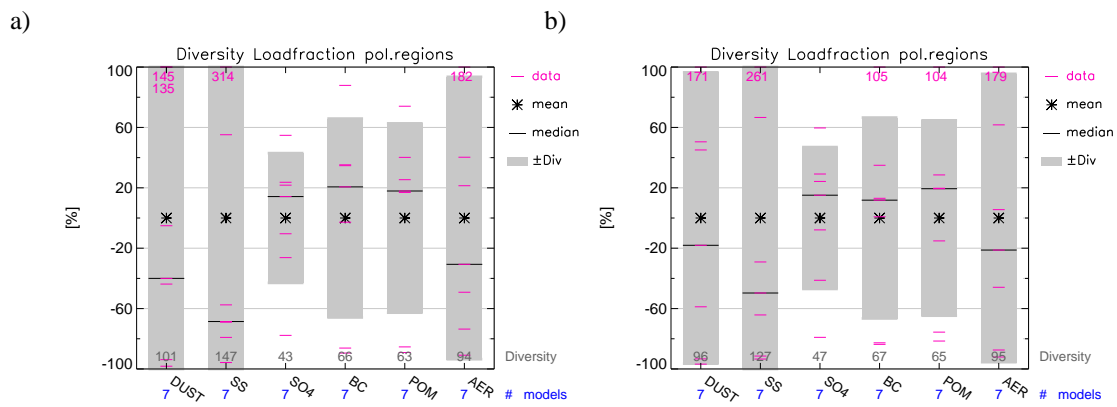 a)
Diversity Loadfraction pol.regions
[%]
100
60
20
-20
-60
-100
145
135
314
182
data
mean
median
±Div
101
147
43
66
63
94
Diversity
DUST
SS
SO4
BC
POM
AER
7
7
7
7
7
7
# models
b)
Diversity Loadfraction pol.regions
[%]
100
60
20
-20
-60
-100
171
261
105
104
179
data
mean
median
±Div
96
127
47
67
65
95
Diversity
DUST
SS
SO4
BC
POM
AER
7
7
7
7
7
7
# models